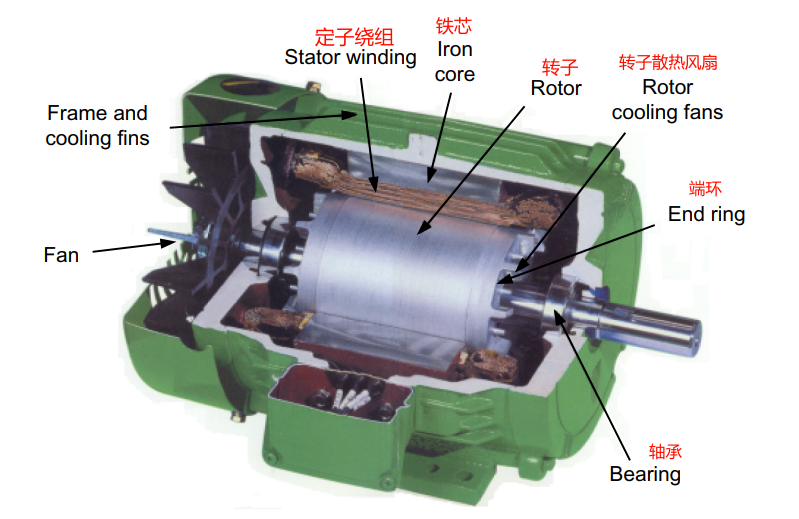 定子绕组
Stator winding
铁芯
Iron
core
转子
Rotor
转子散热风扇
Rotor
cooling fans
Frame and
cooling fins
端环
End ring
Fan
轴承
Bearing